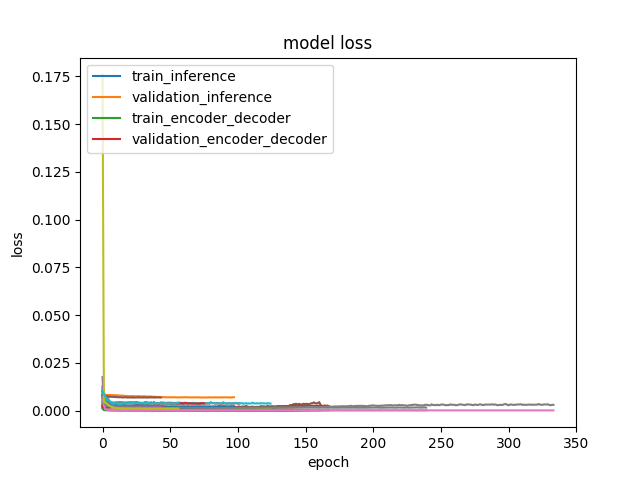 model loss
train_inference
validation_inference
train_encoder_decoder
validation_encoder_decoder
loss
0.175
0.150
0.125
0.100
0.075
0.050
0.025
0.000
0 50 100 150 200 250 300 350
epoch